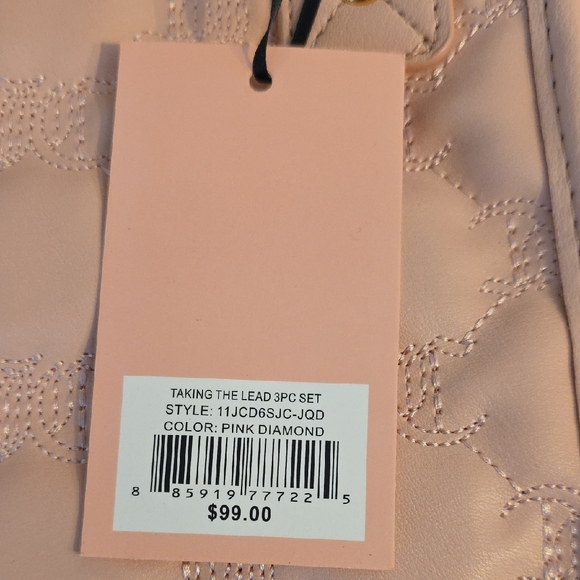 TAKING THE LEAD 3PC SET
STYLE: 11JCD6SJC-JQD
COLOR: PINK DIAMOND
8 85919 77722 5
$99.00